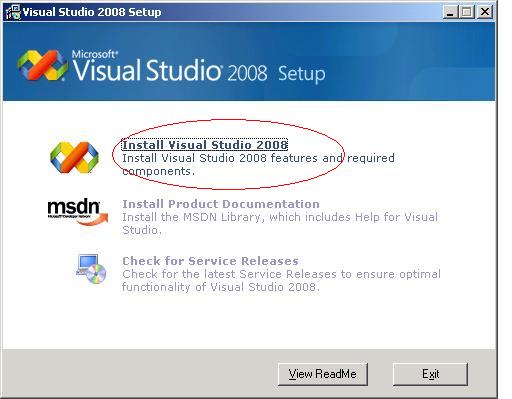 Visual Studio 2008 Setup
Microsoft®
Visual Studio® 2008 Setup
Install Visual Studio 2008
Install Visual Studio 2008 features and required
components.
msdn
Microsoft Developer Network
Install Product Documentation
Install the MSDN Library, which includes Help for Visual
Studio.
Check for Service Releases
Check for the latest Service Releases to ensure optimal
functionality of Visual Studio 2008.
View ReadMe
Exit